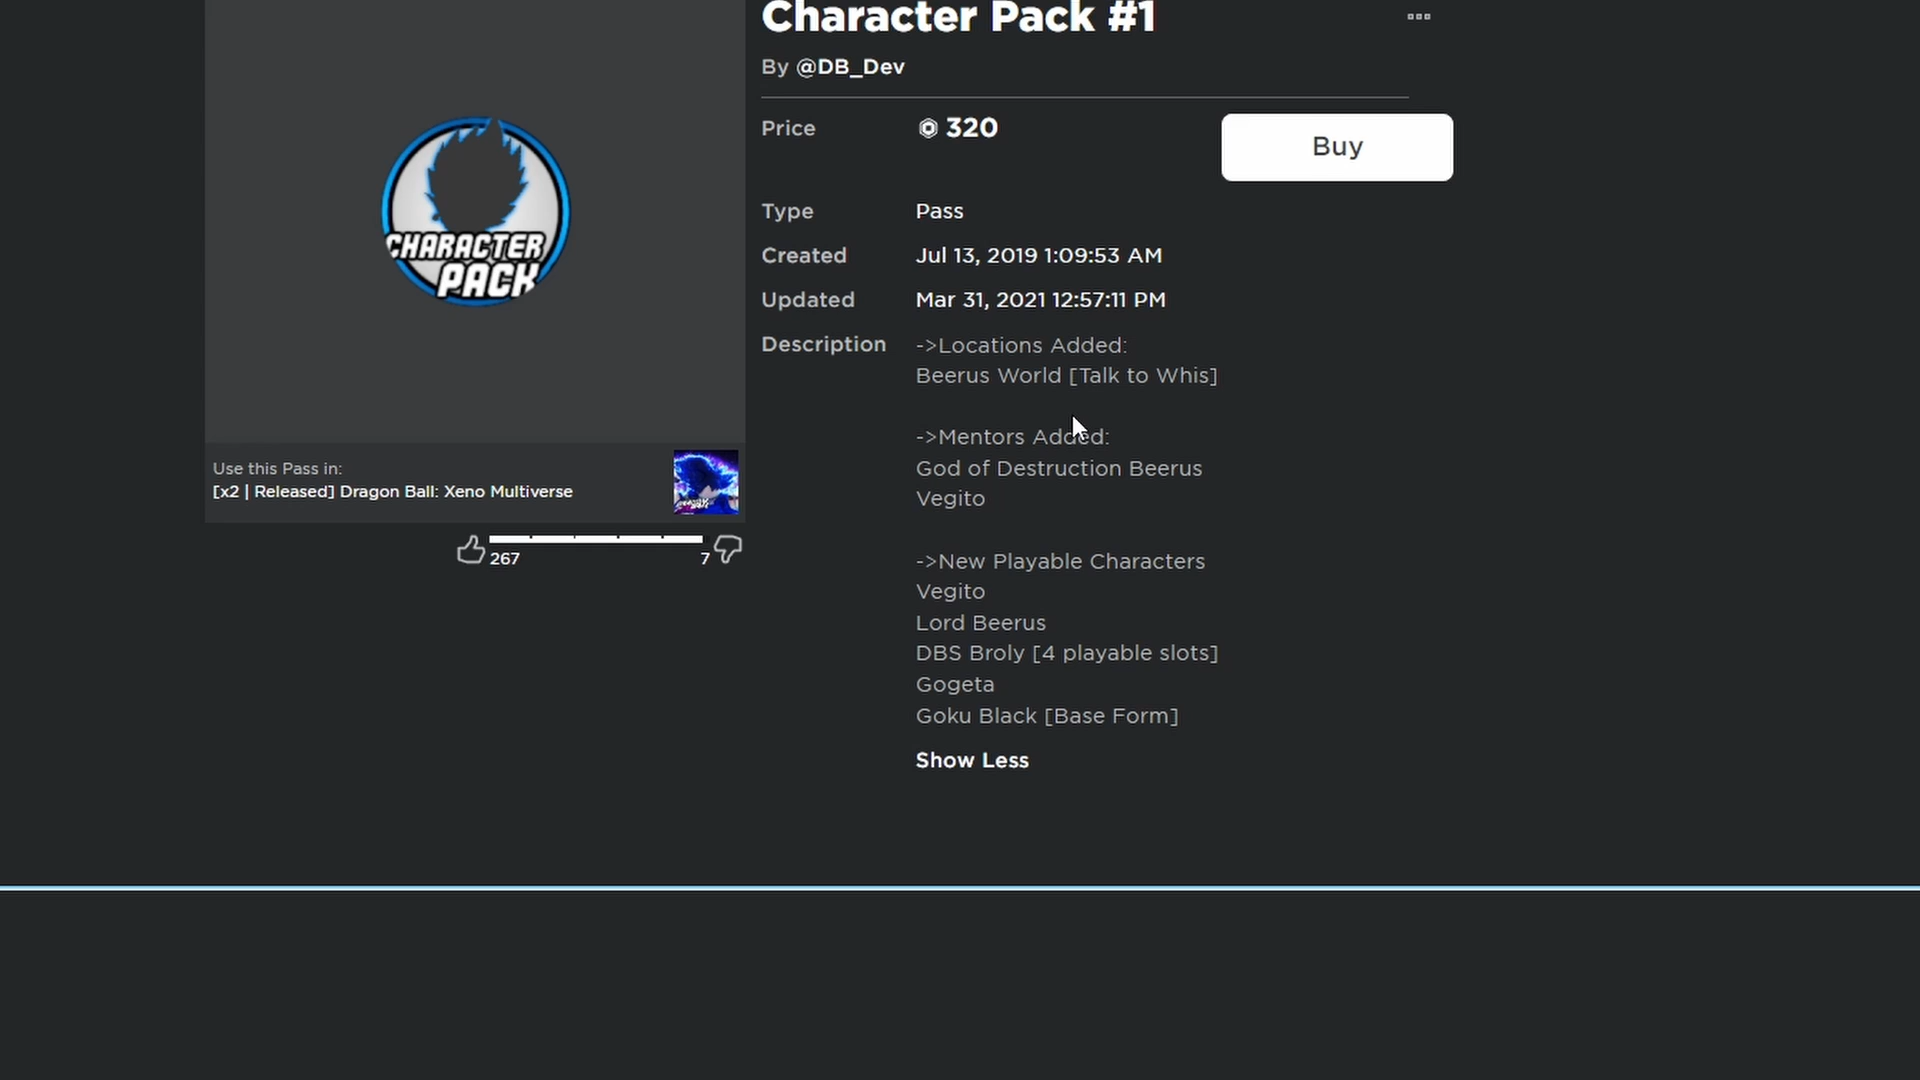 Character Pack #1
By @DB_Dev
Price
320
Buy
Type
Pass
Created
Jul 13, 2019 1:09:53 AM
Updated
Mar 31, 2021 12:57:11 PM
Description
->Locations Added:
Beerus World [Talk to Whis]
->Mentors Added:
God of Destruction Beerus
Vegito
->New Playable Characters
Vegito
Lord Beerus
DBS Broly [4 playable slots]
Gogeta
Goku Black [Base Form]
Show Less
CHARACTER
PACK
Use this Pass in:
[x2 | Released] Dragon Ball: Xeno Multiverse
267
7